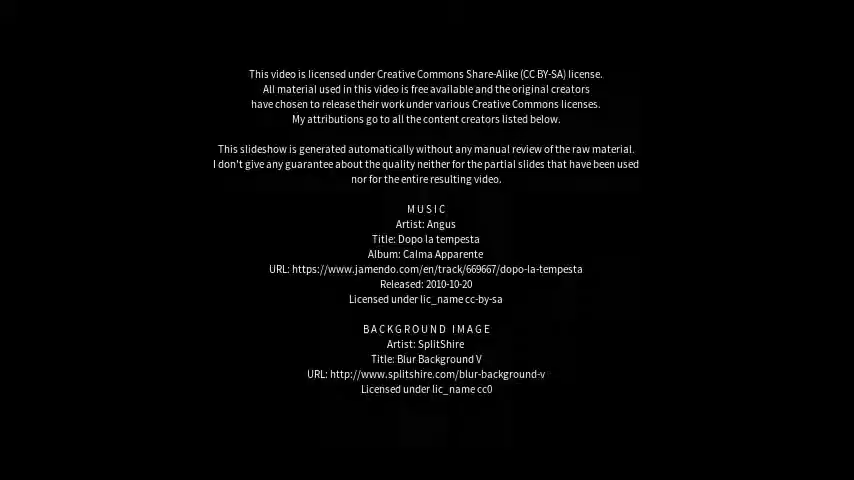 This video is licensed under Creative Commons Share-Alike (CC BY-SA) license.
All material used in this video is free available and the original creators
have chosen to release their work under various Creative Commons licenses.
My attributions go to all the content creators listed below.
This slideshow is generated automatically without any manual review of the raw material.
I don't give any guarantee about the quality neither for the partial slides that have been used
nor for the entire resulting video.
MUSIC
Artist: Angus
Title: Dopo la tempesta
Album: Calma Apparente
URL: https://www.jamendo.com/en/track/669667/dopo-la-tempesta
Released: 2010-10-20
Licensed under lic_name cc-by-sa
BACKGROUND IMAGE
Artist: SplitShire
Title: Blur Background V
URL: http://www.splitshire.com/blur-background-v
Licensed under lic_name cc0